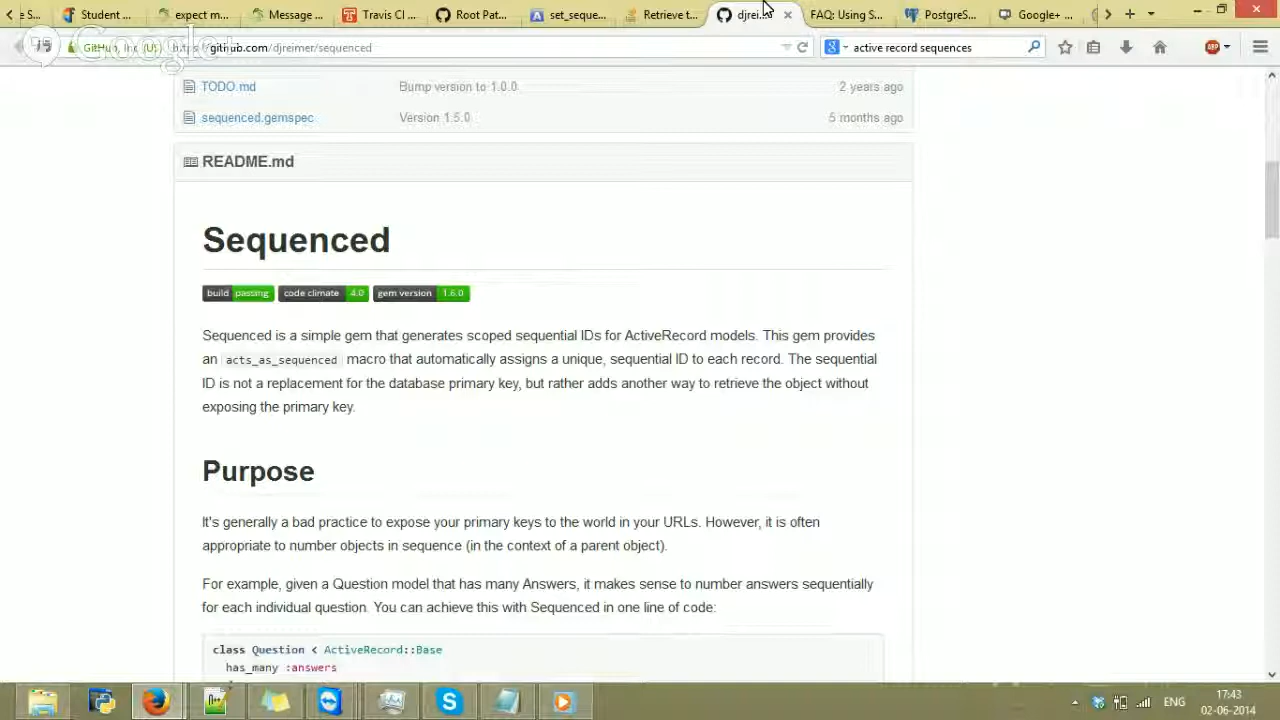 e S...
Student ...
expect m...
Message ...
Travis CI ...
Root Pat...
set_seque...
Retrieve t...
djrei...
FAQ: Using S...
PostgreS...
Google+ ...
https://github.com/djreimer/sequenced
active record sequences
Google+
TODO.md
Bump version to 1.0.0.
2 years ago
sequenced.gemspec
Version 1.5.0
5 months ago
README.md
Sequenced
build passing
code climate 4.0
gem version 1.6.0
Sequenced is a simple gem that generates scoped sequential IDs for ActiveRecord models. This gem provides
an acts_as_sequenced macro that automatically assigns a unique, sequential ID to each record. The sequential
ID is not a replacement for the database primary key, but rather adds another way to retrieve the object without
exposing the primary key.
Purpose
It's generally a bad practice to expose your primary keys to the world in your URLs. However, it is often
appropriate to number objects in sequence (in the context of a parent object).
For example, given a Question model that has many Answers, it makes sense to number answers sequentially
for each individual question. You can achieve this with Sequenced in one line of code:
class Question < ActiveRecord::Base
has_many :answers
ENG
17:43
02-06-2014